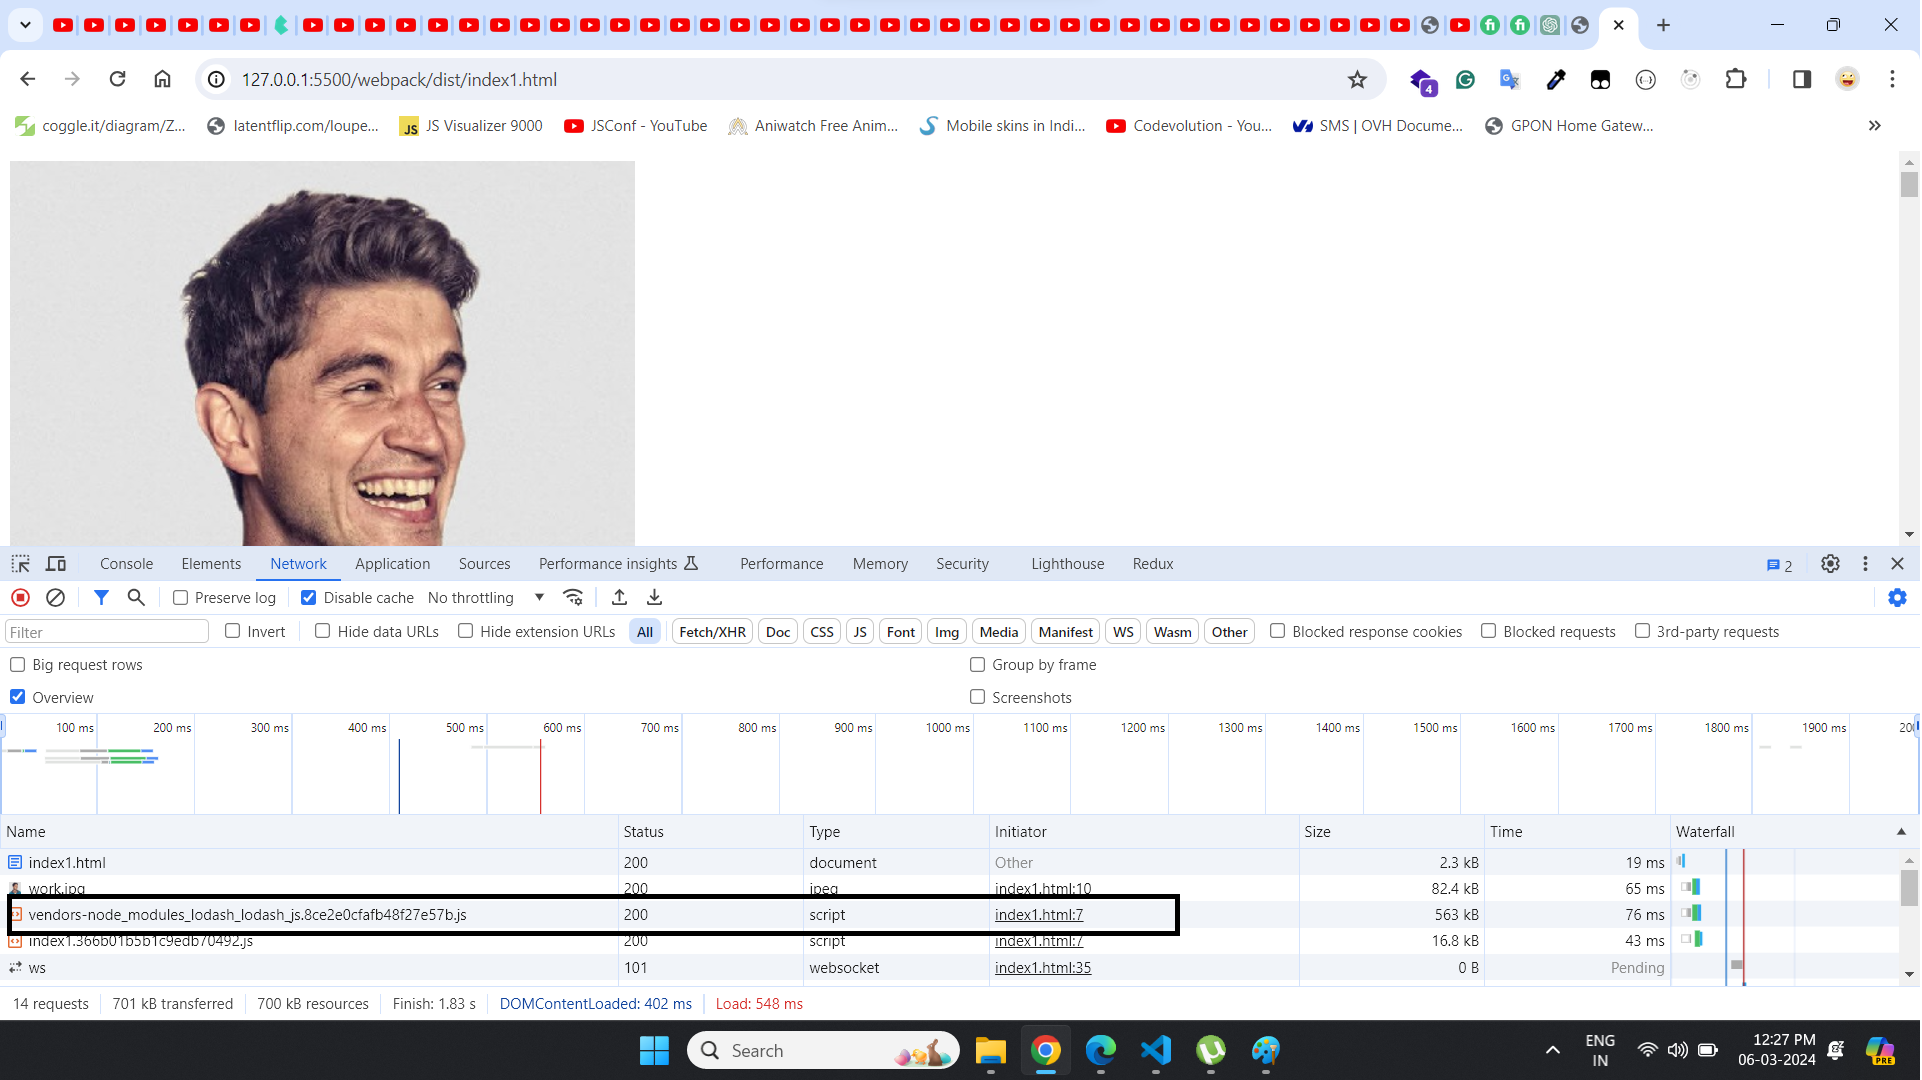 127.0.0.1:5500/webpack/dist/index1.html
4
coggle.it/diagram/Z... latentflip.com/loupe... JS JS Visualizer 9000 JSConf - YouTube Aniwatch Free Anim... Mobile skins in Indi... Codevolution - You... SMS | OVH Docume... GPON Home Gatew...
Console Elements Network Application Sources Performance insights Performance Memory Security Lighthouse Redux 2
Preserve log Disable cache No throttling
Filter Invert Hide data URLs Hide extension URLs All Fetch/XHR Doc CSS JS Font Img Media Manifest WS Wasm Other Blocked response cookies Blocked requests 3rd-party requests
Big request rows Group by frame
Overview Screenshots
100 ms 200 ms 300 ms 400 ms 500 ms 600 ms 700 ms 800 ms 900 ms 1000 ms 1100 ms 1200 ms 1300 ms 1400 ms 1500 ms 1600 ms 1700 ms 1800 ms 1900 ms 200
Name Status Type Initiator Size Time Waterfall
index1.html 200 document Other 2.3 kB 19 ms
work.jpg 200 jpeg index1.html:10 82.4 kB 65 ms
vendors-node_modules_lodash_lodash_js.8ce2e0cfafb48f27e57b.js 200 script index1.html:7 563 kB 76 ms
index1.366b01b5b1c9edb70492.js 200 script index1.html:7 16.8 kB 43 ms
ws 101 websocket index1.html:35 0 B Pending
14 requests 701 kB transferred 700 kB resources Finish: 1.83 s DOMContentLoaded: 402 ms Load: 548 ms
Search
ENG
IN
12:27 PM
06-03-2024
PRE